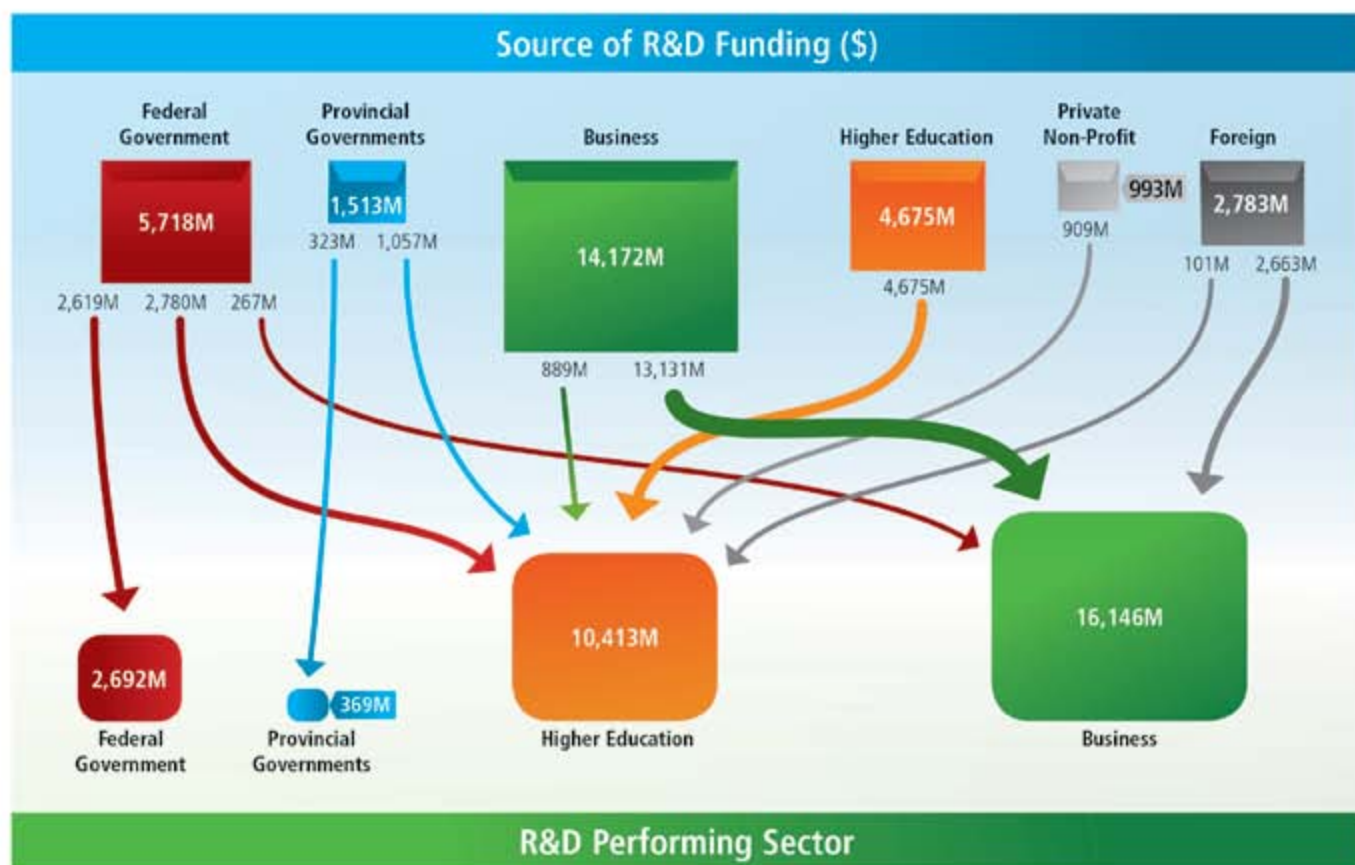 Source of R&D Funding ($)
Federal
Government
Provincial
Governments
Business
Higher Education
Private
Non-Profit
Foreign
5,718M
1,513M
14,172M
4,675M
993M
2,783M
2,619M 2,780M 267M
323M 1,057M
889M 13,131M
4,675M
909M
101M 2,663M
2,692M
369M
10,413M
16,146M
Federal
Government
Provincial
Governments
Higher Education
Business
R&D Performing Sector